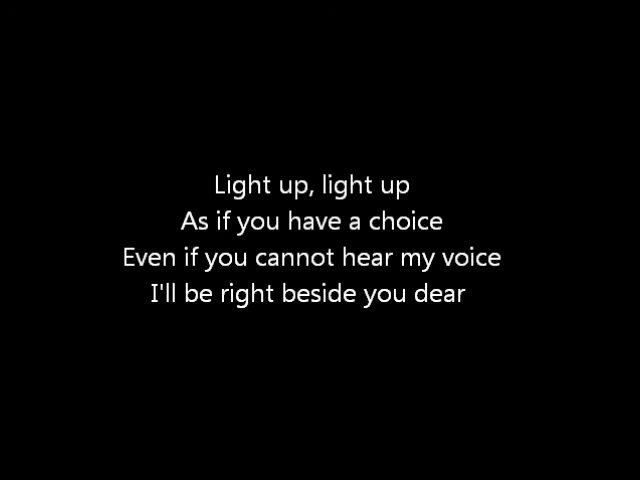 Light up, light up
As if you have a choice
Even if you cannot hear my voice
I'll be right beside you dear